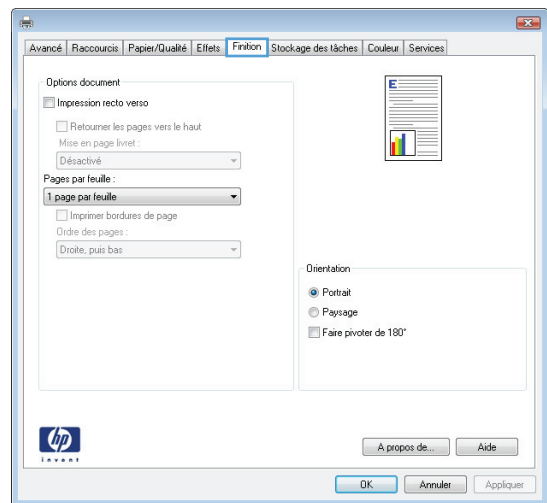 Avancé Raccourcis Papier/Qualité Effets Finition Stockage des tâches Couleur Services
Options document
Impression recto verso
Retourner les pages vers le haut
Mise en page livret :
Désactivé
Pages par feuille :
1 page par feuille
Imprimer bordures de page
Ordre des pages :
Droite, puis bas
E
Orientation
Portrait
Paysage
Faire pivoter de 180°
hp
invent
A propos de... Aide
OK Annuler Appliquer